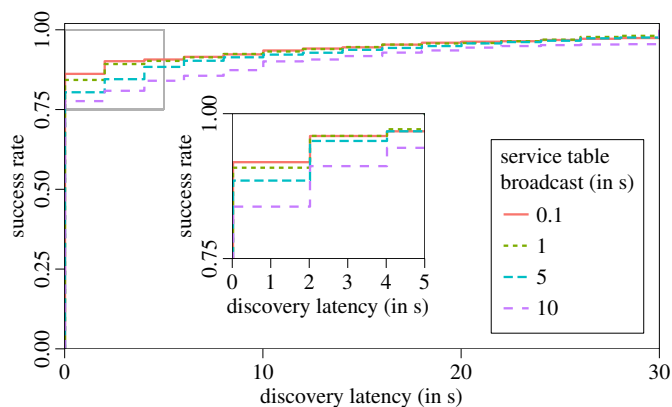 1.00
0.75
0.50
0.25
0.00
success rate
0 10 20 30
discovery latency (in s)
1.00
0.75
success rate
0 1 2 3 4 5
discovery latency (in s)
service table
broadcast (in s)
0.1
1
5
10